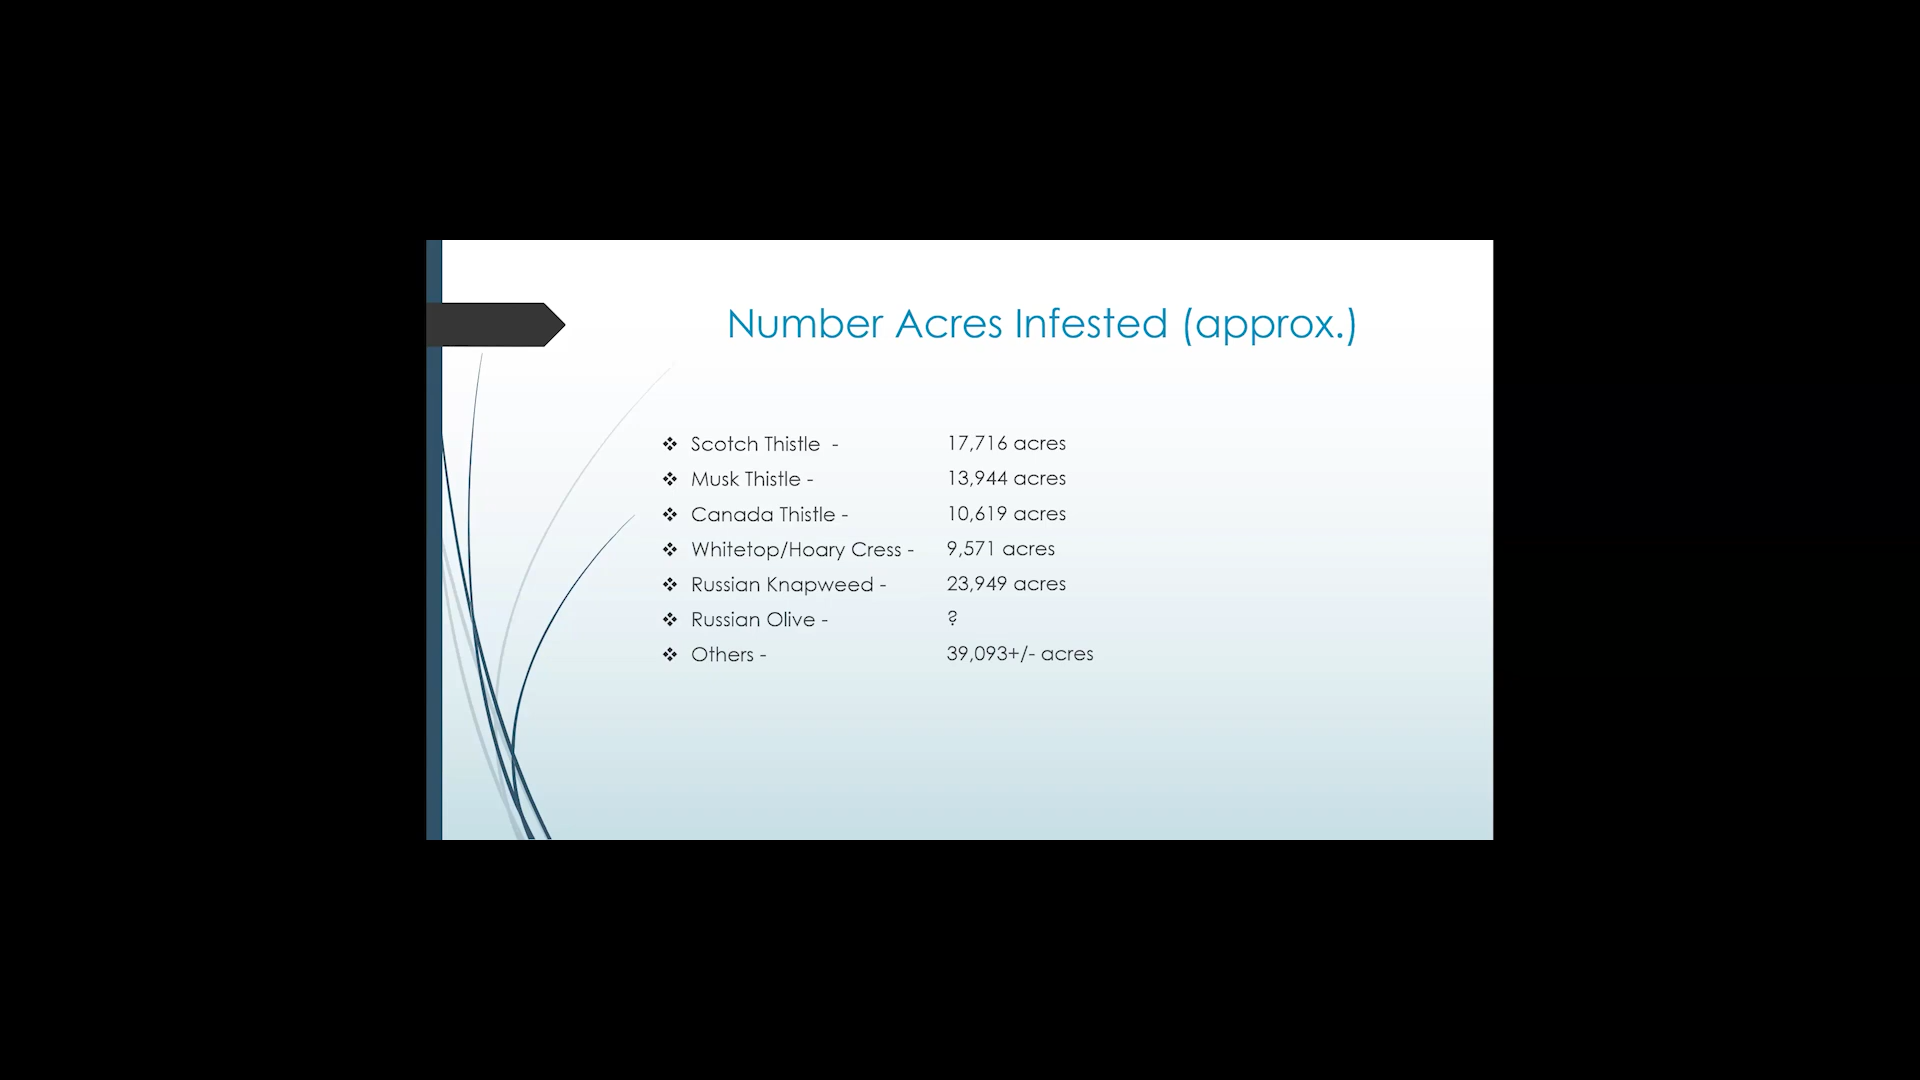 Number Acres Infested (approx.)
❖ Scotch Thistle - 17,716 acres
❖ Musk Thistle - 13,944 acres
❖ Canada Thistle - 10,619 acres
❖ Whitetop/Hoary Cress - 9,571 acres
❖ Russian Knapweed - 23,949 acres
❖ Russian Olive - ?
❖ Others - 39,093+/- acres